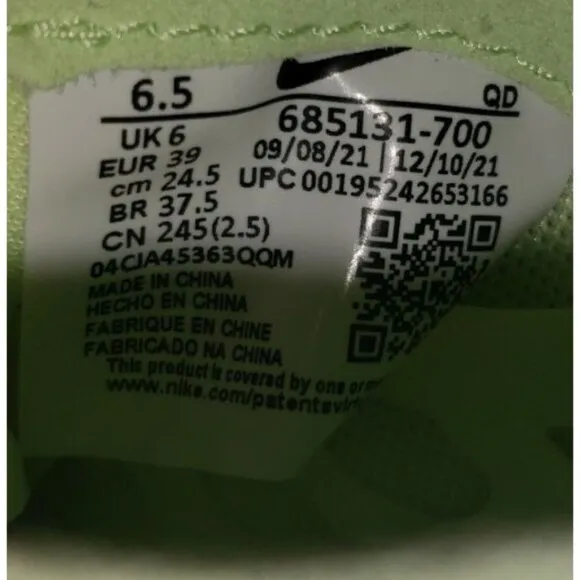 6.5
QD
UK 6
EUR 39
cm 24.5
BR 37.5
CN 245(2.5)
685131-700
09/08/21 | 12/10/21
UPC 00195242653166
04CJA45363QQM
MADE IN CHINA
HECHO EN CHINA
FABRIQUE EN CHINE
FABRICADO NA CHINA
This product is covered by one or
www.nike.com/patents